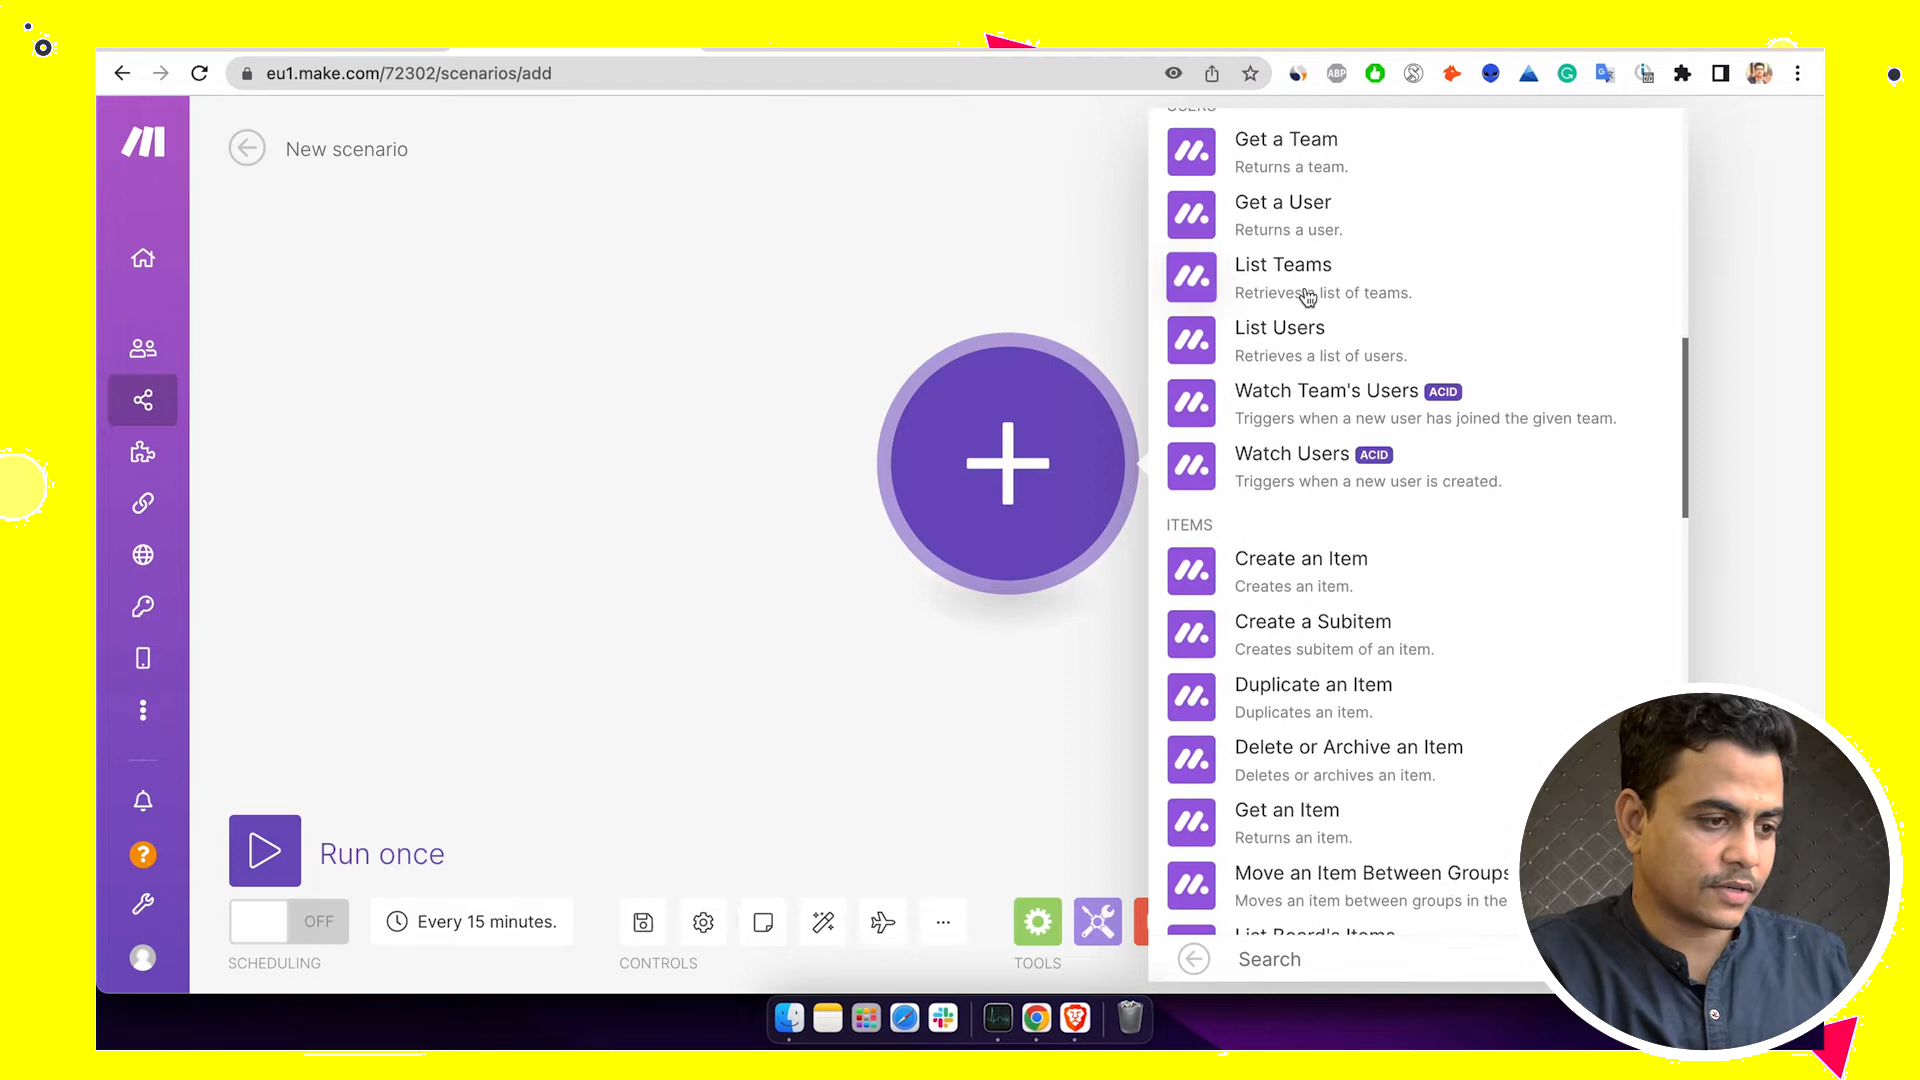 eu1.make.com/72302/scenarios/add
ABP
New scenario
USERS
Get a Team
Returns a team.
Get a User
Returns a user.
List Teams
Retrieves list of teams.
List Users
Retrieves a list of users.
Watch Team's Users ACID
Triggers when a new user has joined the given team.
Watch Users ACID
Triggers when a new user is created.
ITEMS
Create an Item
Creates an item.
Create a Subitem
Creates subitem of an item.
Duplicate an Item
Duplicates an item.
Delete or Archive an Item
Deletes or archives an item.
Get an Item
Returns an item.
Move an Item Between Groups
Moves an item between groups in the
List Board's Items
Search
Run once
OFF
Every 15 minutes.
SCHEDULING
CONTROLS
TOOLS